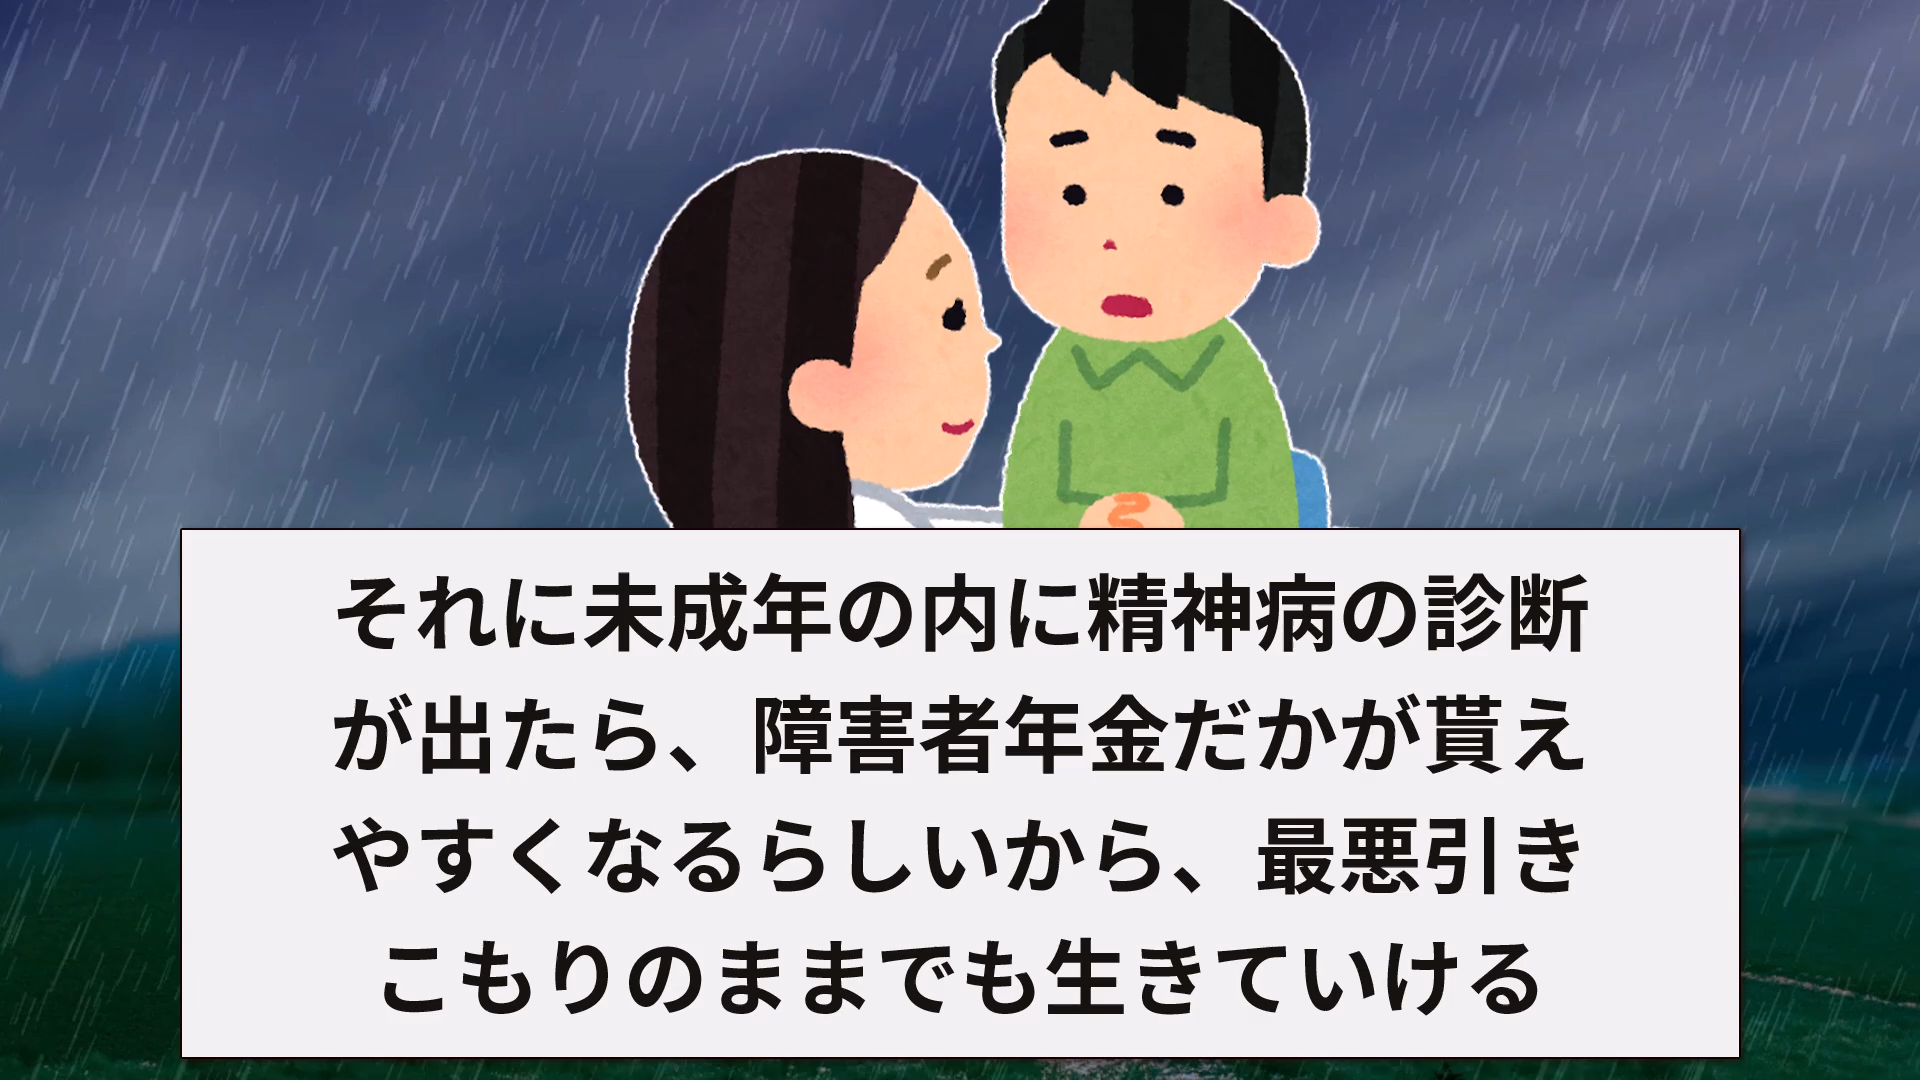 それに未成年の内に精神病の診断
が出たら、障害者年金だかが貰え
やすくなるらしいから、最悪引き
こもりのままでも生きていける